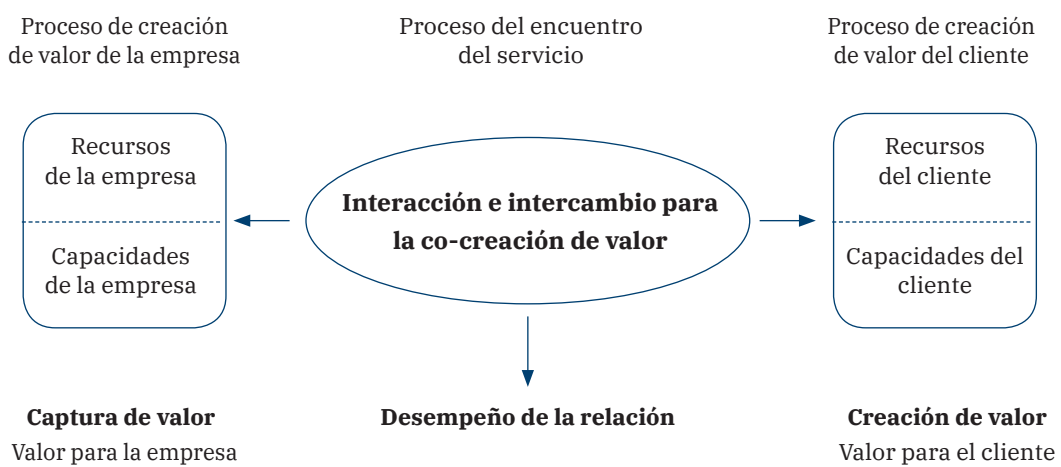 Proceso de creación
de valor de la empresa
Proceso del encuentro
del servicio
Proceso de creación
de valor del cliente
Recursos
de la empresa
Capacidades
de la empresa
Interacción e intercambio para
la co-creación de valor
Recursos
del cliente
Capacidades del
cliente
Captura de valor
Valor para la empresa
Desempeño de la relación
Creación de valor
Valor para el cliente